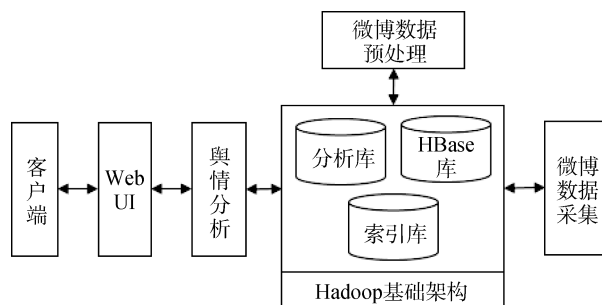 微博数据
预处理
客户端
Web
UI
舆情分析
分析库
HBase
库
索引库
Hadoop基础架构
微博
数据
采集